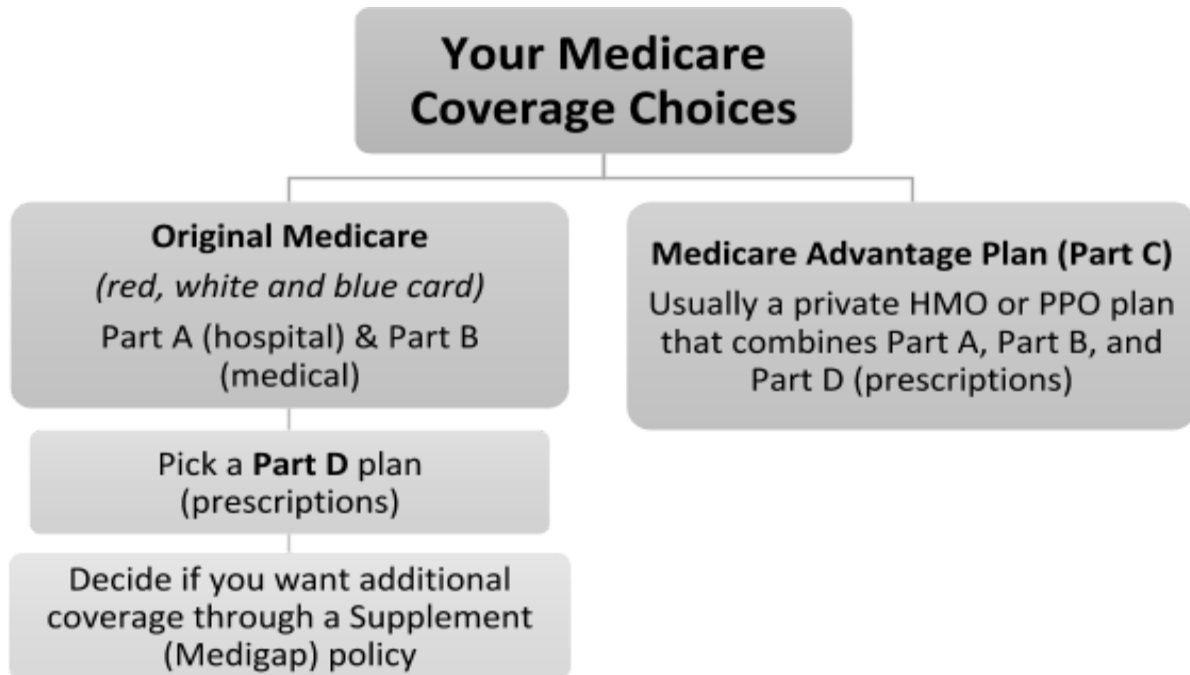 Your Medicare
Coverage Choices
Original Medicare
(red, white and blue card)
Part A (hospital) & Part B
(medical)
Pick a Part D plan
(prescriptions)
Decide if you want additional
coverage through a Supplement
(Medigap) policy
Medicare Advantage Plan (Part C)
Usually a private HMO or PPO plan
that combines Part A, Part B, and
Part D (prescriptions)